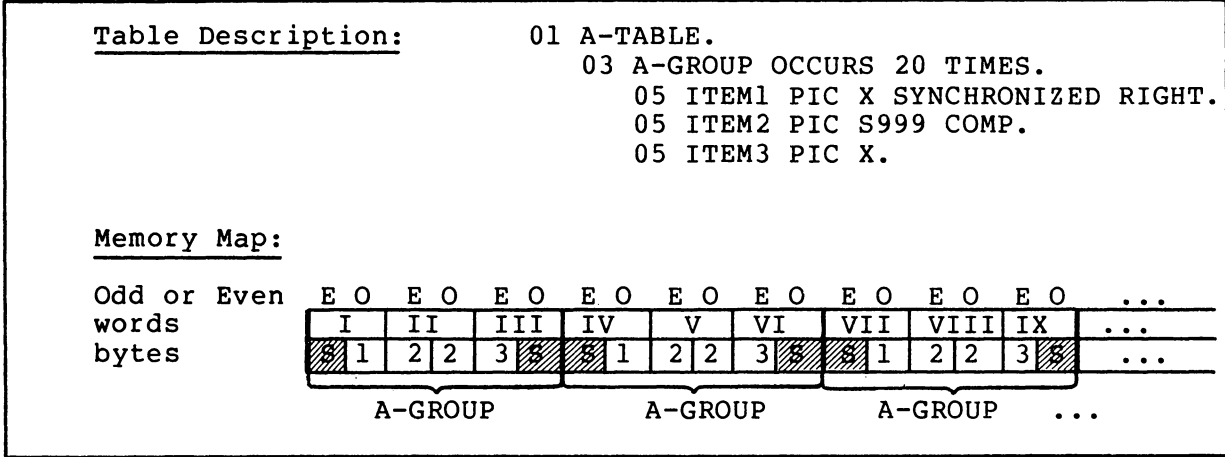 Table Description: 01 A-TABLE.
03 A-GROUP OCCURS 20 TIMES.
05 ITEM1 PIC X SYNCHRONIZED RIGHT.
05 ITEM2 PIC S999 COMP.
05 ITEM3 PIC X.
Memory Map:
Odd or Even E O E O E O E O E O E O E O E O E O ...
words I II III IV V VI VII VIII IX ...
bytes S 1 2 2 3 S S 1 2 2 3 S S 1 2 2 3 S ...
A-GROUP A-GROUP A-GROUP ...